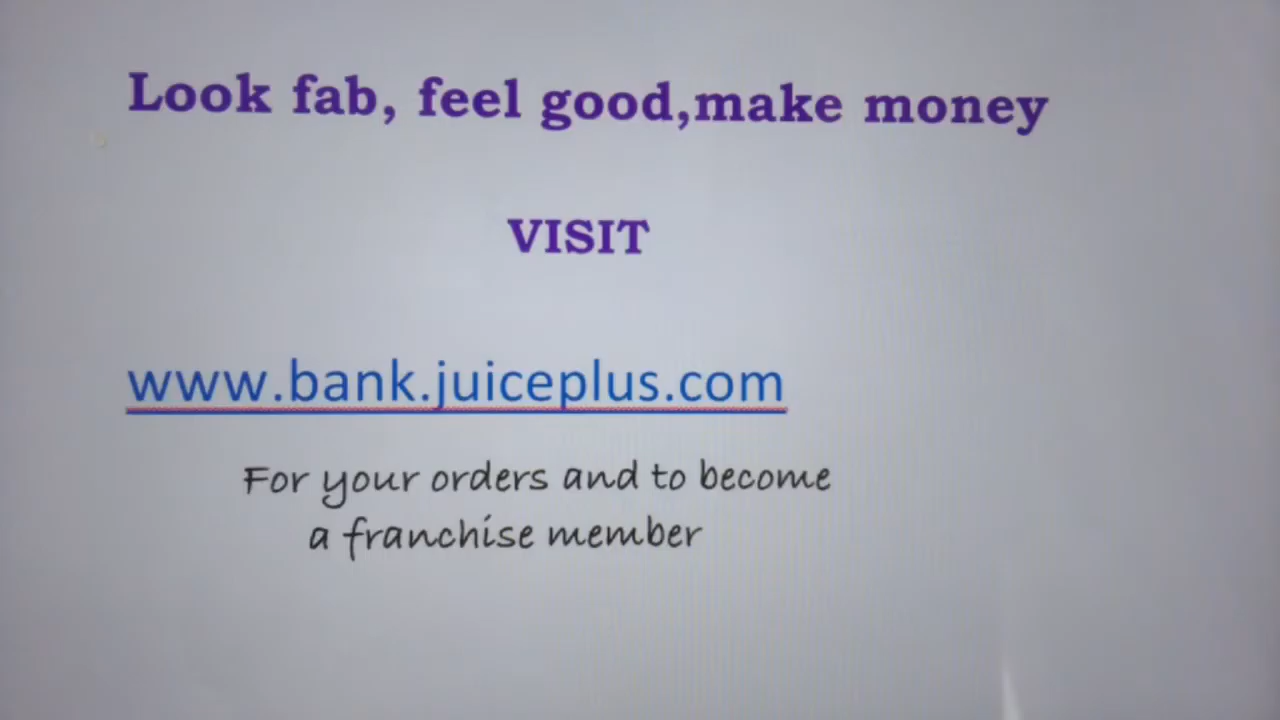 Look fab, feel good,make money
VISIT
www.bank.juiceplus.com
For your orders and to become
a franchise member